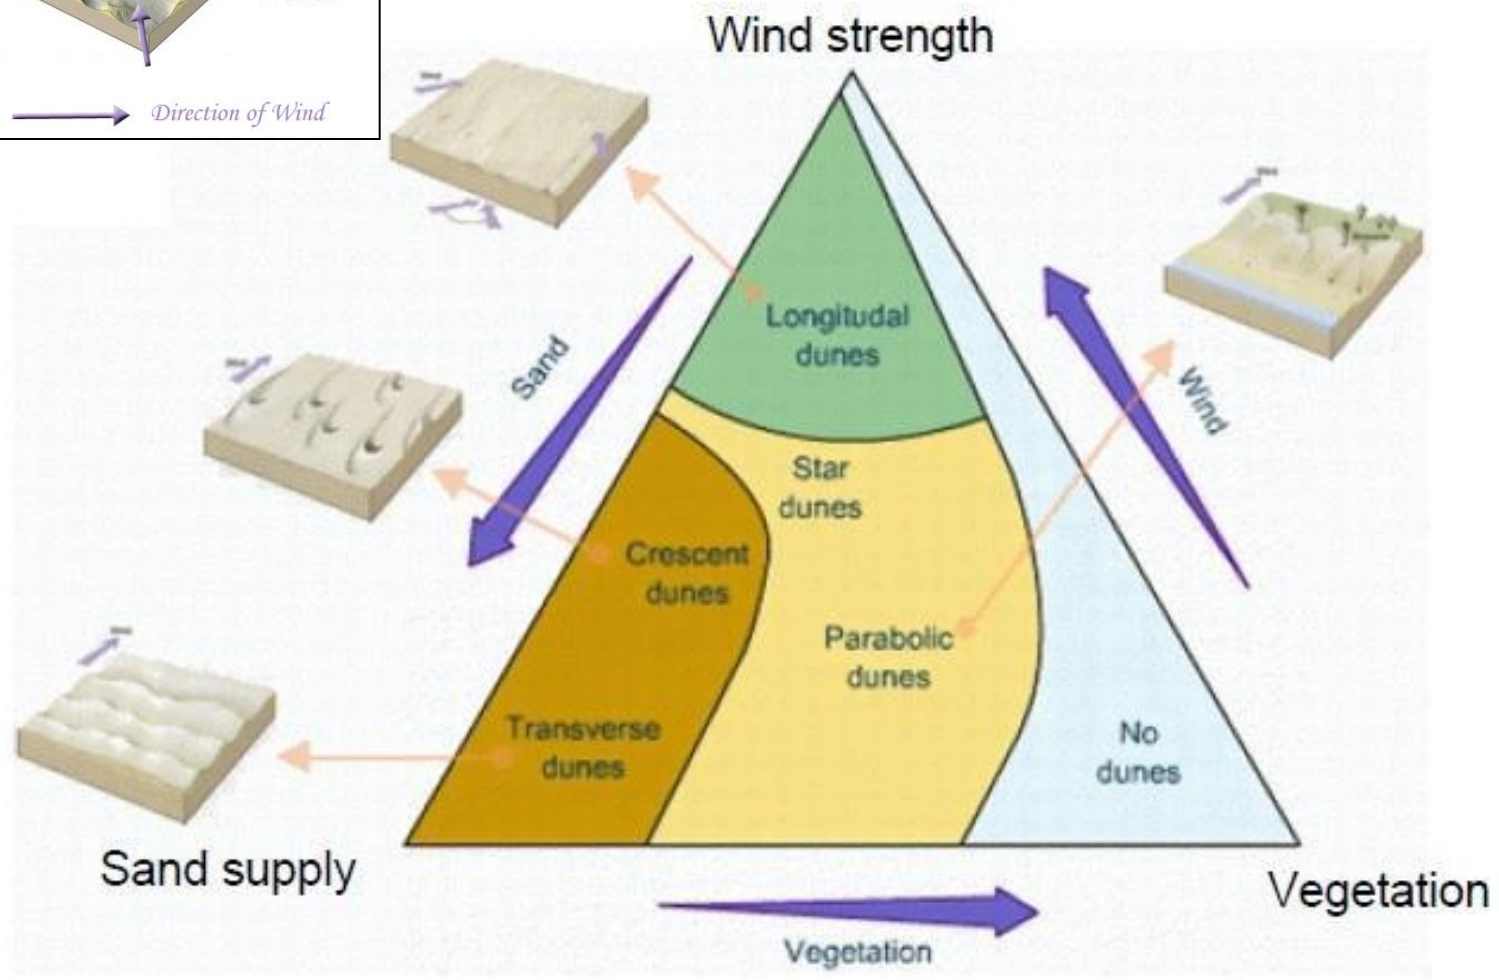 Wind strength
Direction of Wind
Longitudal
dunes
Sand
Wind
Star
dunes
Crescent
dunes
Parabolic
dunes
Transverse
dunes
No
dunes
Sand supply
Vegetation
Vegetation